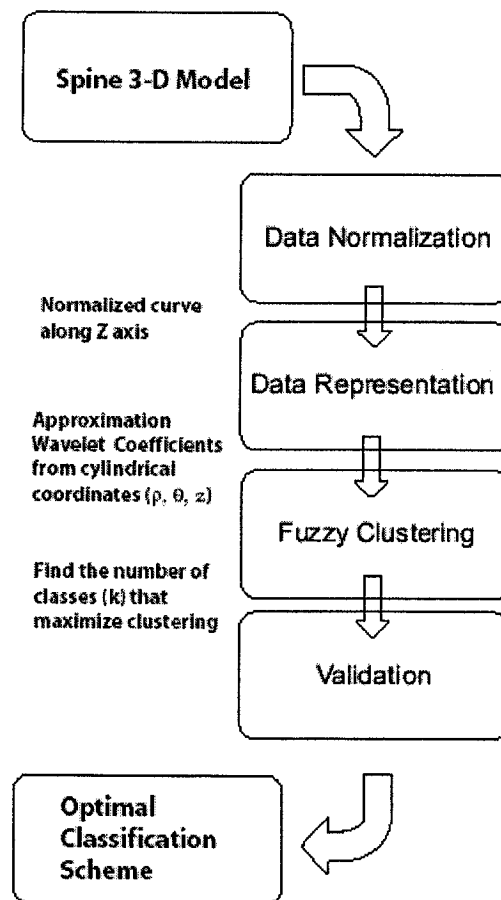 Spine 3-D Model
Data Normalization
Normalized curve
along Z axis
Data Representation
Approximation
Wavelet Coefficients
from cylindrical
coordinates (ρ, θ, z)
Fuzzy Clustering
Find the number of
classes (k) that
maximize clustering
Validation
Optimal
Classification
Scheme